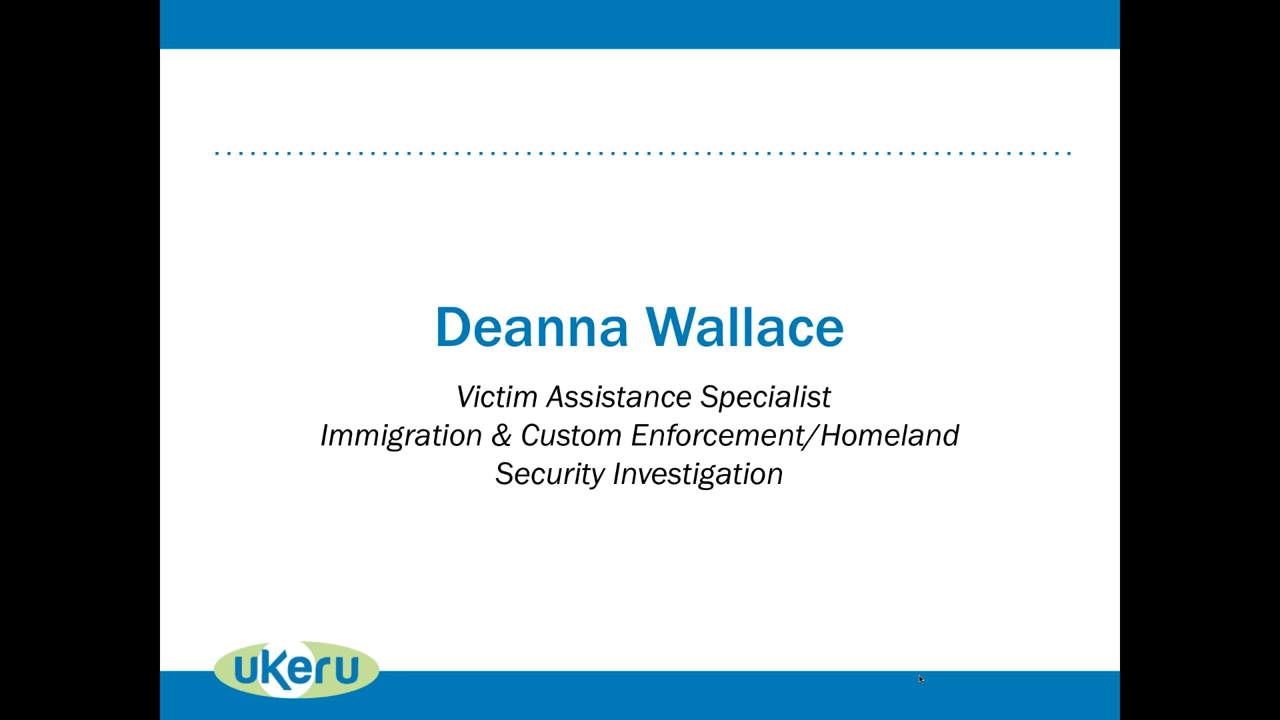 Deanna Wallace
Victim Assistance Specialist
Immigration & Custom Enforcement/Homeland
Security Investigation
ukeru